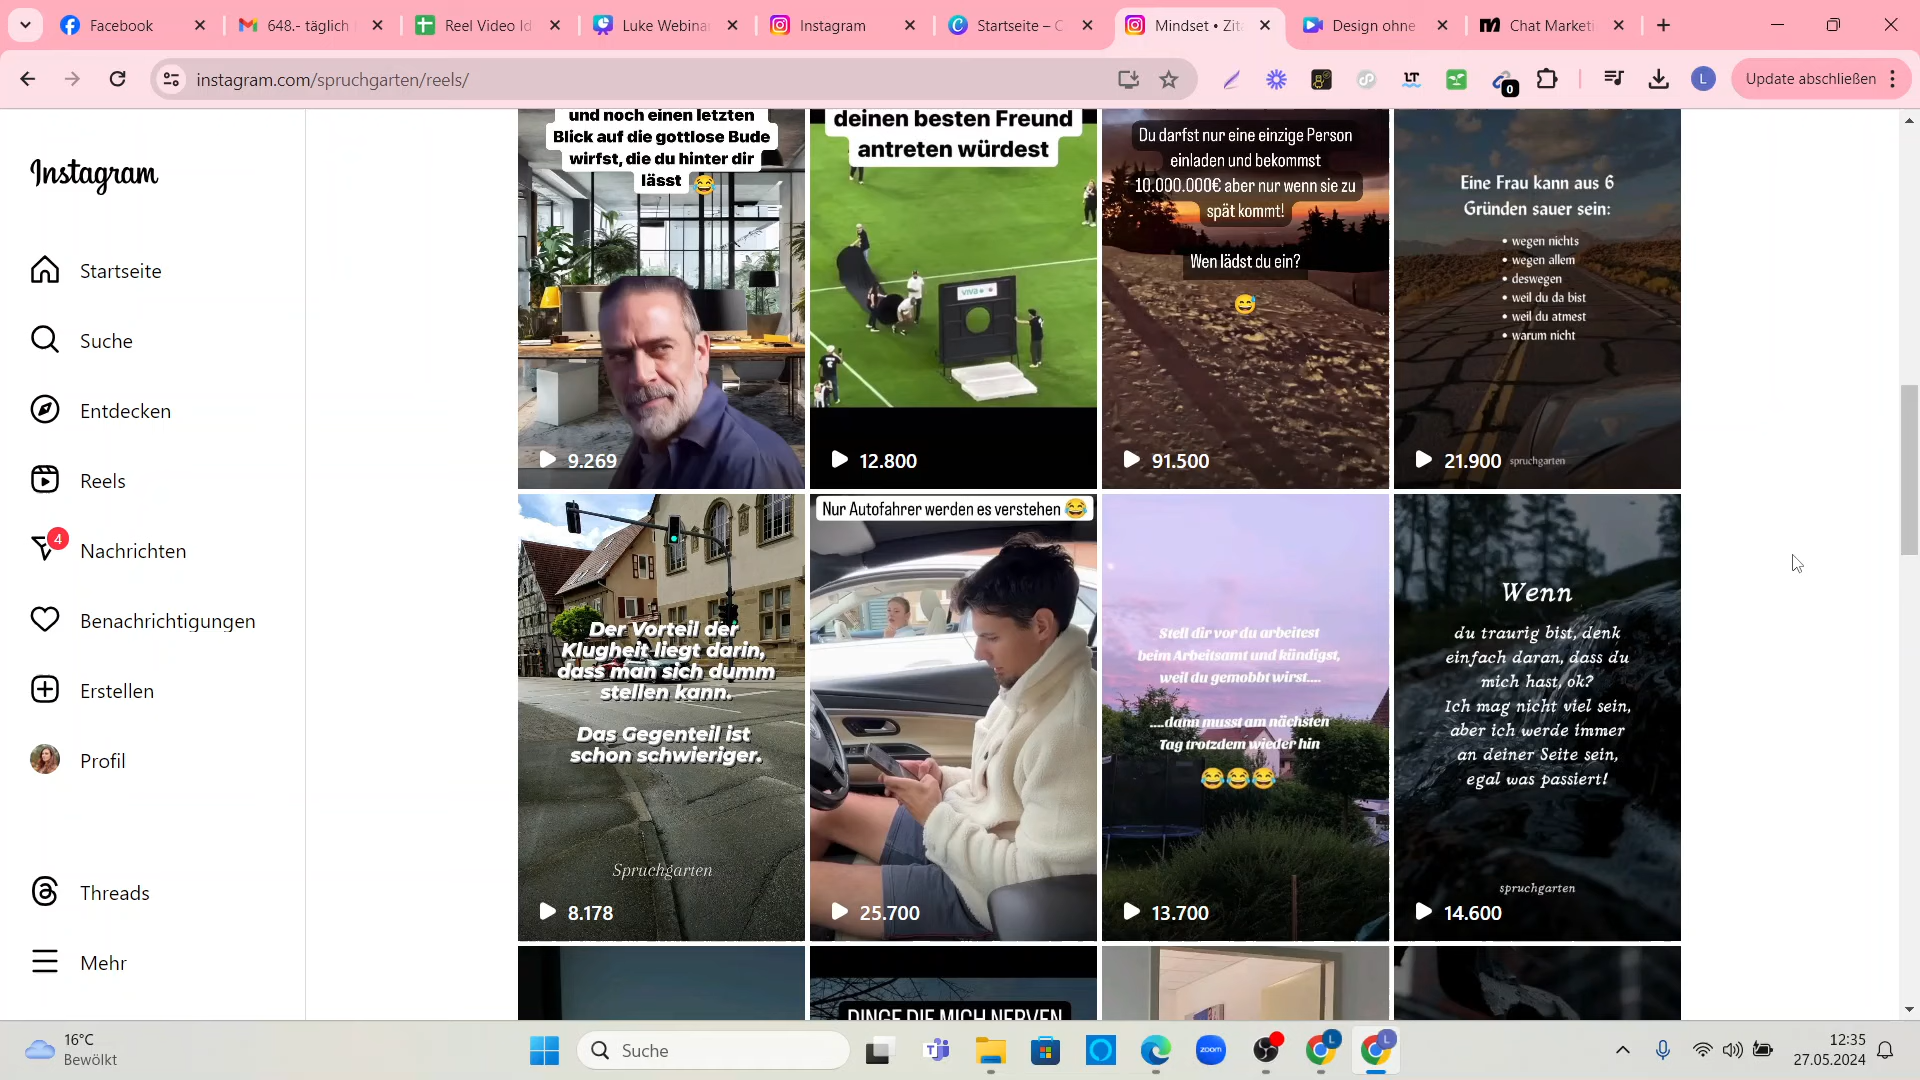 Facebook
648.- täglich
Reel Video Id
Luke Webina
Instagram
Startseite – C
Mindset • Zit
Design ohne
Chat Marketi
instagram.com/spruchgarten/reels/
LT
0
L
Update abschließen
Instagram
Startseite
Suche
Entdecken
Reels
4
Nachrichten
Benachrichtigungen
Erstellen
Profil
Threads
Mehr
und noch einen letzten
Blick auf die gottlose Bude
wirfst, die du hinter dir
lässt 😂
9.269
deinen besten Freund
antreten würdest
12.800
Du darfst nur eine einzige Person
einladen und bekommst
10.000.000€ aber nur wenn sie zu
spät kommt!
Wen lädst du ein?
😅
91.500
Eine Frau kann aus 6
Gründen sauer sein:
• wegen nichts
• wegen allem
• deswegen
• weil du da bist
• weil du atmest
• warum nicht
21.900
spruchgarten
Der Vorteil der
Klugheit liegt darin,
dass man sich dumm
stellen kann.
Das Gegenteil ist
schon schwieriger.
Spruchgarten
8.178
Nur Autofahrer werden es verstehen 😂
25.700
Stell dir vor du arbeitest
beim Arbeitsamt und kündigst,
weil du gemobbt wirst....
....dann musst am nächsten
Tag trotzdem wieder hin
😂😂😂
13.700
Wenn
du traurig bist, denk
einfach daran, dass du
mich hast, ok?
Ich mag nicht viel sein,
aber ich werde immer
an deiner Seite sein,
egal was passiert!
spruchgarten
14.600
DINGE DIE MICH NERVEN
16°C
Bewölkt
Suche
zoom
L
L
12:35
27.05.2024